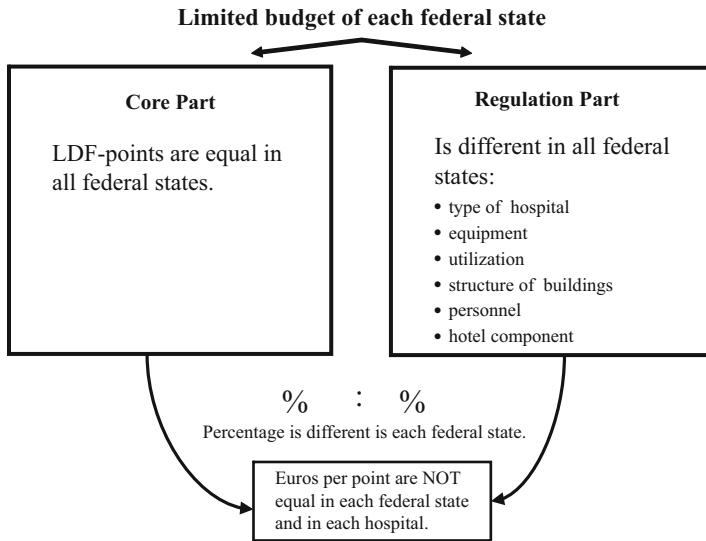 Limited budget of each federal state
Core Part
LDF-points are equal in
all federal states.
Regulation Part
Is different in all federal
states:
• type of hospital
• equipment
• utilization
• structure of buildings
• personnel
• hotel component
% : %
Percentage is different is each federal state.
Euros per point are NOT
equal in each federal state
and in each hospital.